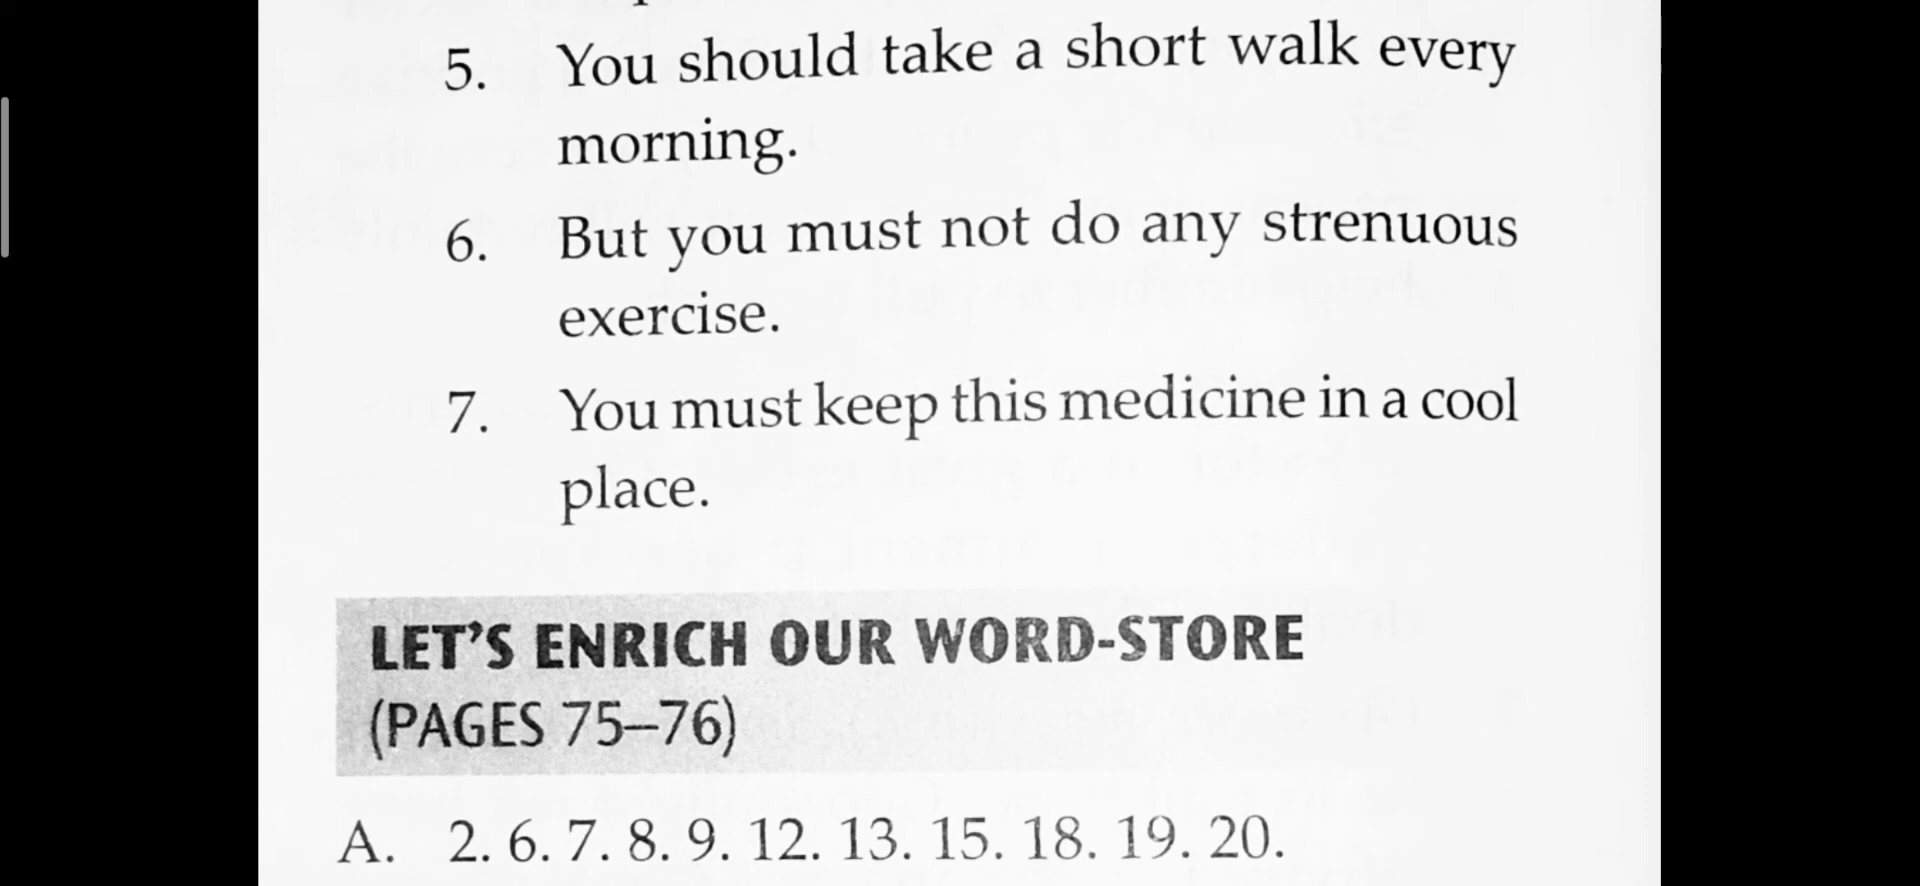 5. You should take a short walk every
morning.
6. But you must not do any strenuous
exercise.
7. You must keep this medicine in a cool
place.
LET'S ENRICH OUR WORD-STORE
(PAGES 75–76)
A. 2. 6. 7. 8. 9. 12. 13. 15. 18. 19. 20.